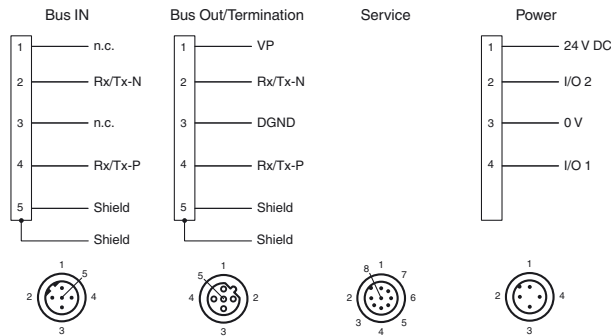 Bus IN
Bus Out/Termination
Service
Power
1 n.c.
2 Rx/Tx-N
3 n.c.
4 Rx/Tx-P
5 Shield
Shield
1 VP
2 Rx/Tx-N
3 DGND
4 Rx/Tx-P
5 Shield
Shield
1 24 V DC
2 I/O 2
3 0 V
4 I/O 1
1
5
2 4
3
1
5
4 2
3
8 1 7
2 6
3 5
4
1
2 4
3